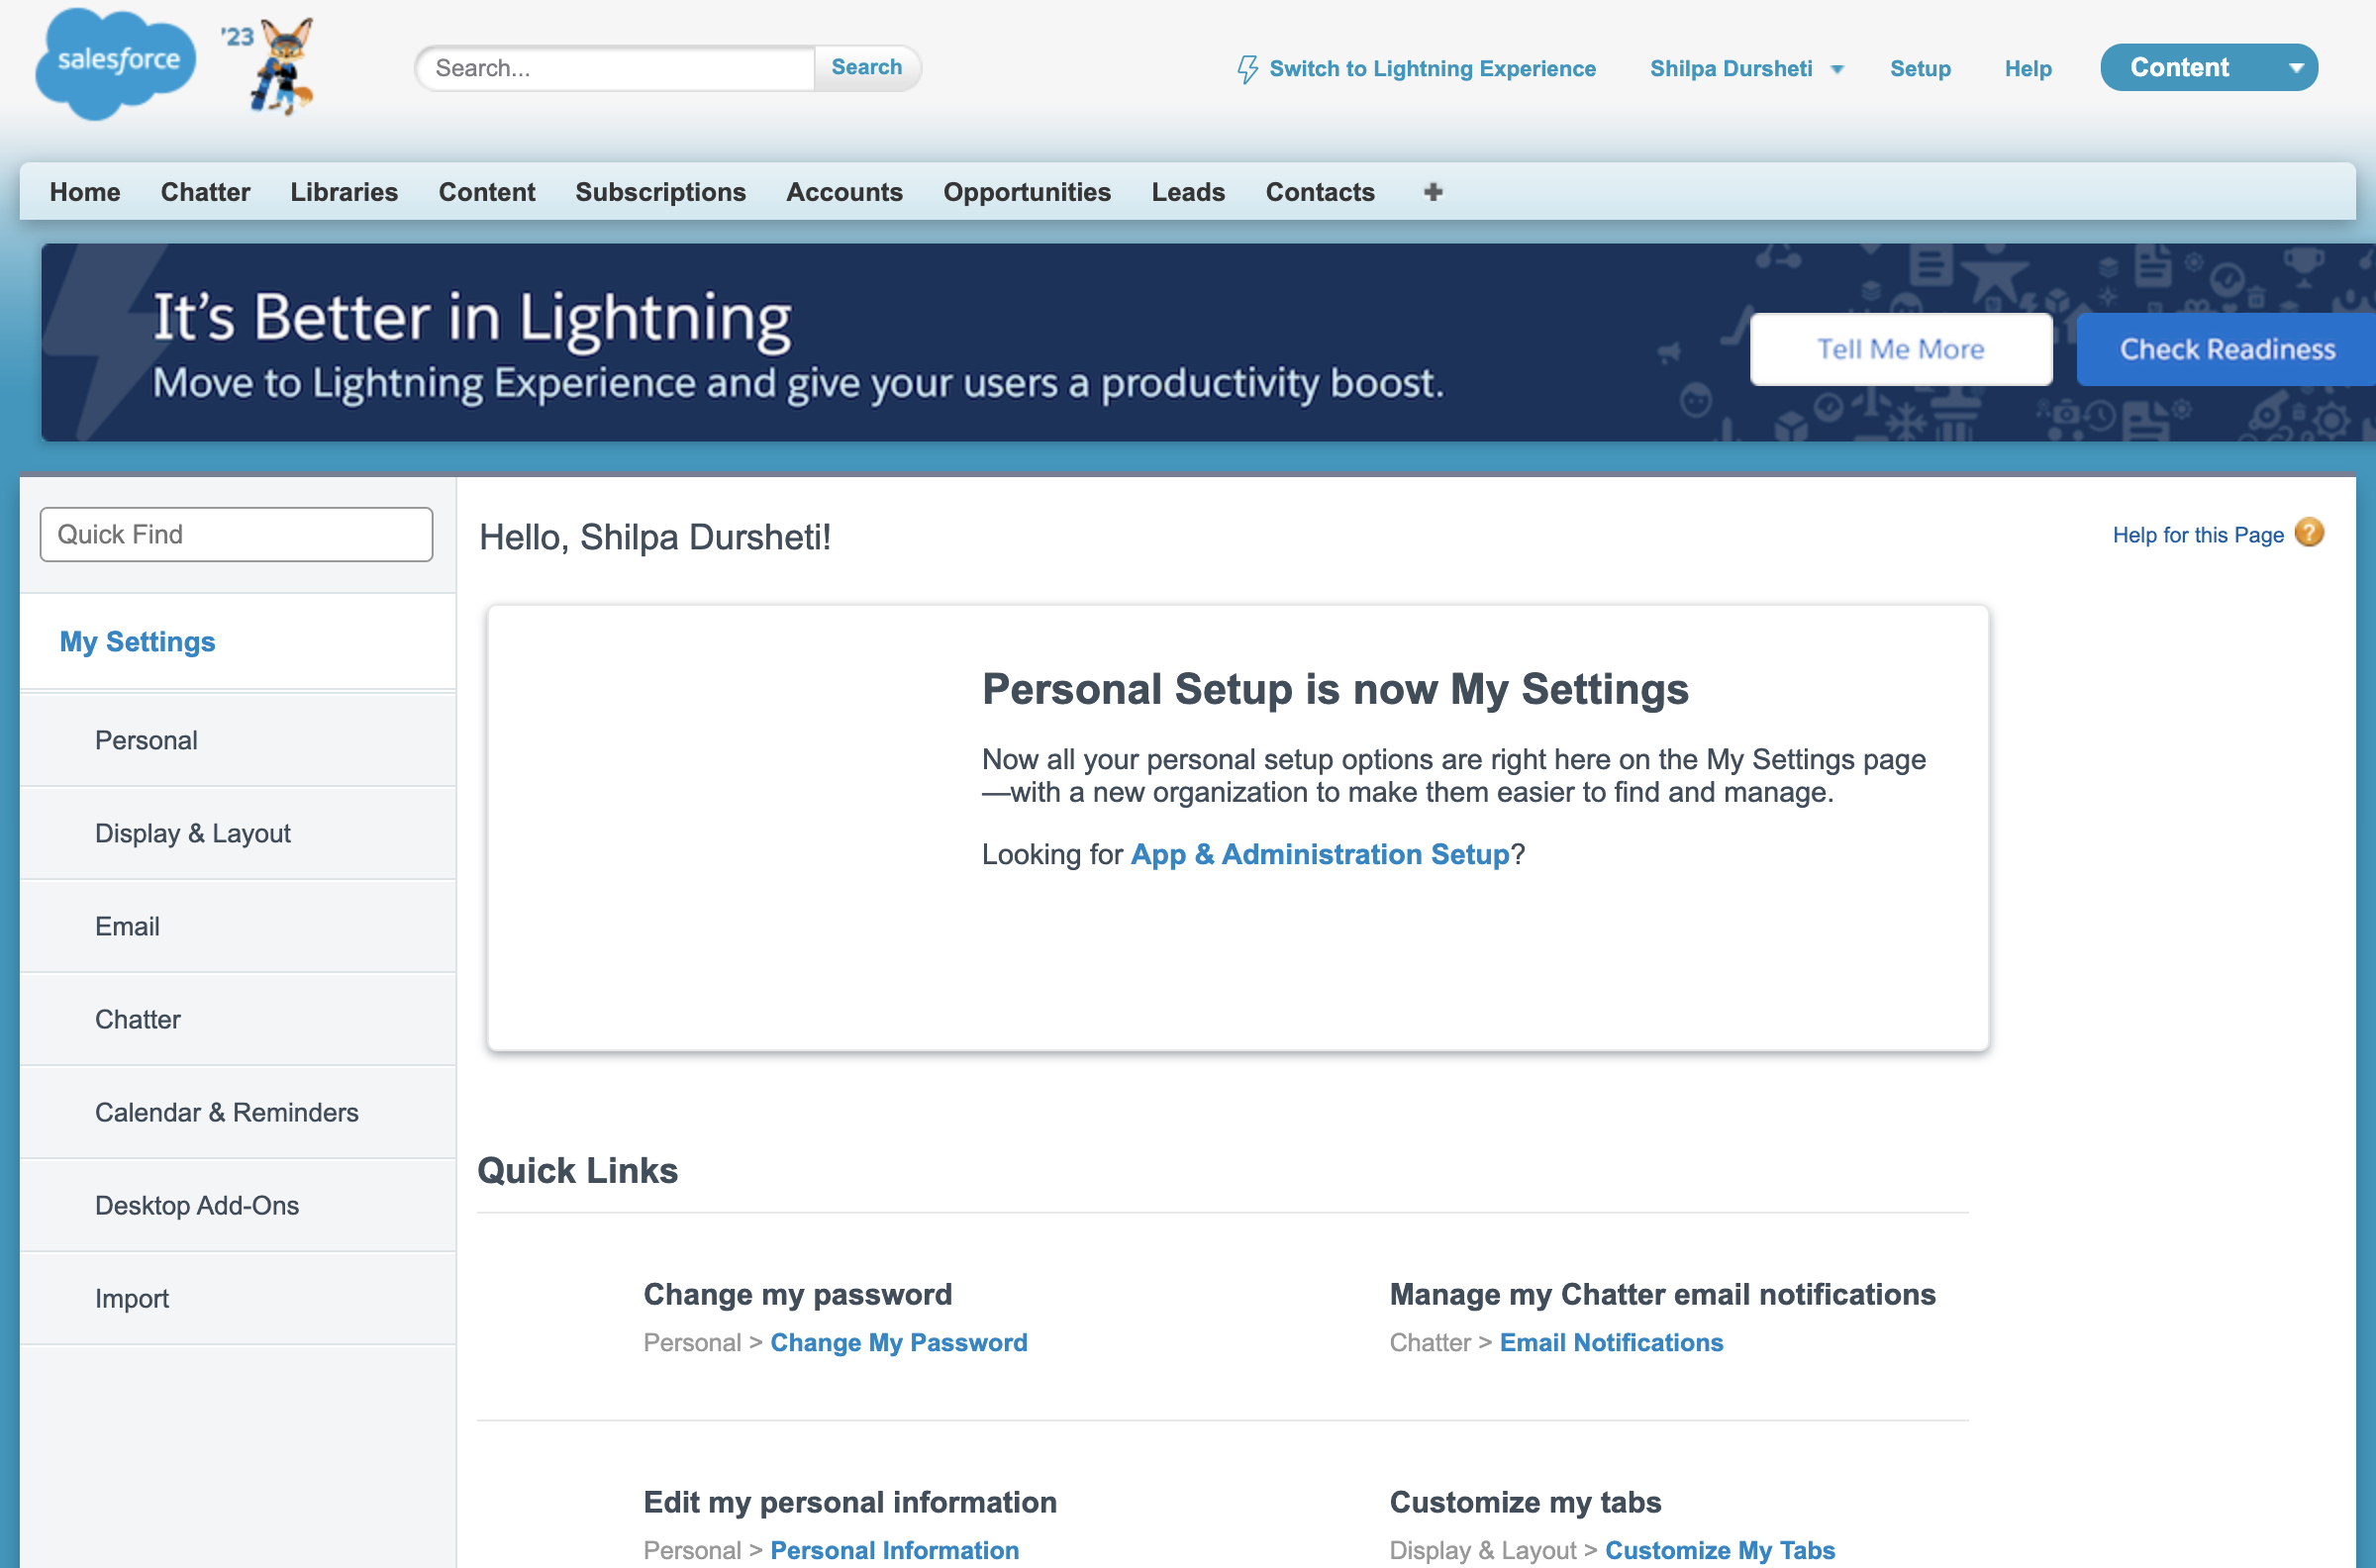 salesforce
'23
Search...
Search
Switch to Lightning Experience
Shilpa Dursheti
Setup
Help
Content
Home
Chatter
Libraries
Content
Subscriptions
Accounts
Opportunities
Leads
Contacts
It's Better in Lightning
Move to Lightning Experience and give your users a productivity boost.
Tell Me More
Check Readiness
Quick Find
My Settings
Personal
Display & Layout
Email
Chatter
Calendar & Reminders
Desktop Add-Ons
Import
Hello, Shilpa Dursheti!
Help for this Page ?
Personal Setup is now My Settings
Now all your personal setup options are right here on the My Settings page
—with a new organization to make them easier to find and manage.
Looking for App & Administration Setup?
Quick Links
Change my password
Personal > Change My Password
Manage my Chatter email notifications
Chatter > Email Notifications
Edit my personal information
Personal > Personal Information
Customize my tabs
Display & Layout > Customize My Tabs